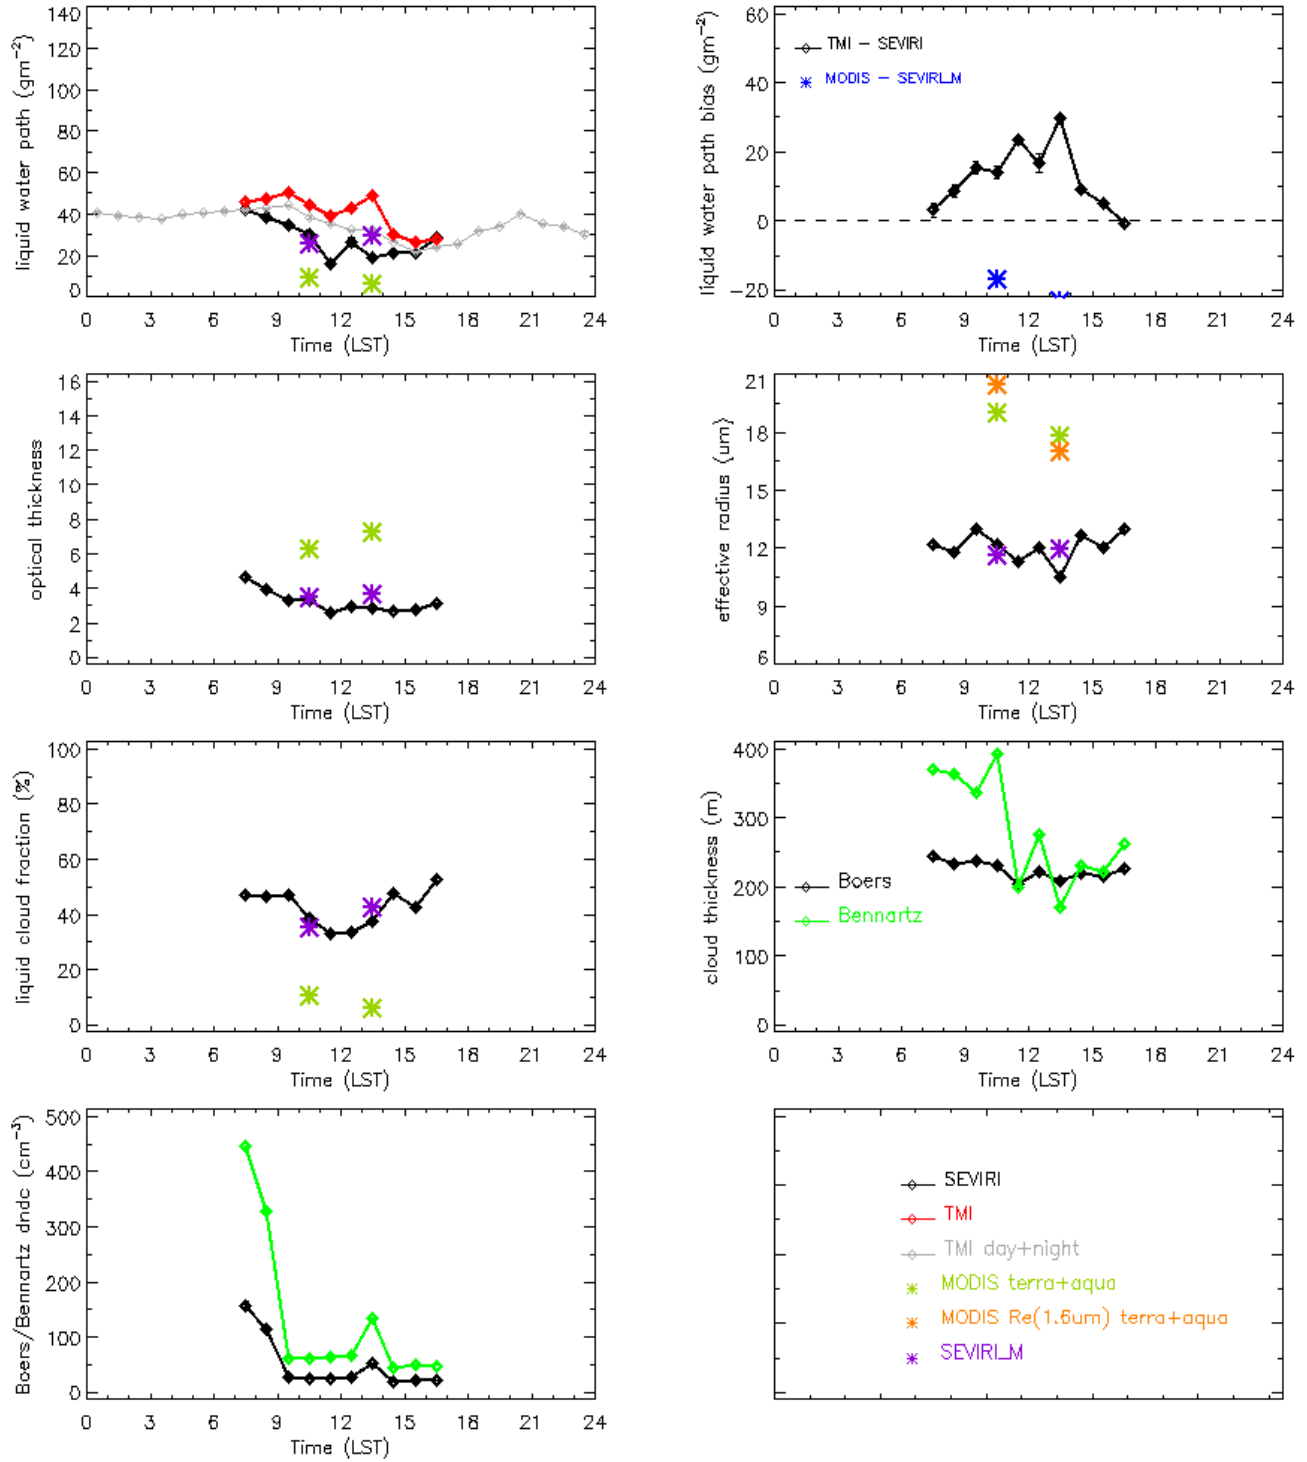 liquid water path (gm⁻²)
140
120
100
80
60
40
20
0
0 3 6 9 12 15 18 21 24
Time (LST)
liquid water path bias (gm⁻²)
60
40
20
0
−20
TMI − SEVIRI
MODIS − SEVIRI_M
0 3 6 9 12 15 18 21 24
Time (LST)
optical thickness
16
14
12
10
8
6
4
2
0
0 3 6 9 12 15 18 21 24
Time (LST)
effective radius (um)
21
18
15
12
9
6
0 3 6 9 12 15 18 21 24
Time (LST)
liquid cloud fraction (%)
100
80
60
40
20
0
0 3 6 9 12 15 18 21 24
Time (LST)
cloud thickness (m)
400
300
200
100
0
Boers
Bennartz
0 3 6 9 12 15 18 21 24
Time (LST)
Boers/Bennartz dndc (cm⁻³)
500
400
300
200
100
0
0 3 6 9 12 15 18 21 24
Time (LST)
SEVIRI
TMI
TMI day+night
MODIS terra+aqua
MODIS Re(1.6um) terra+aqua
SEVIRI_M